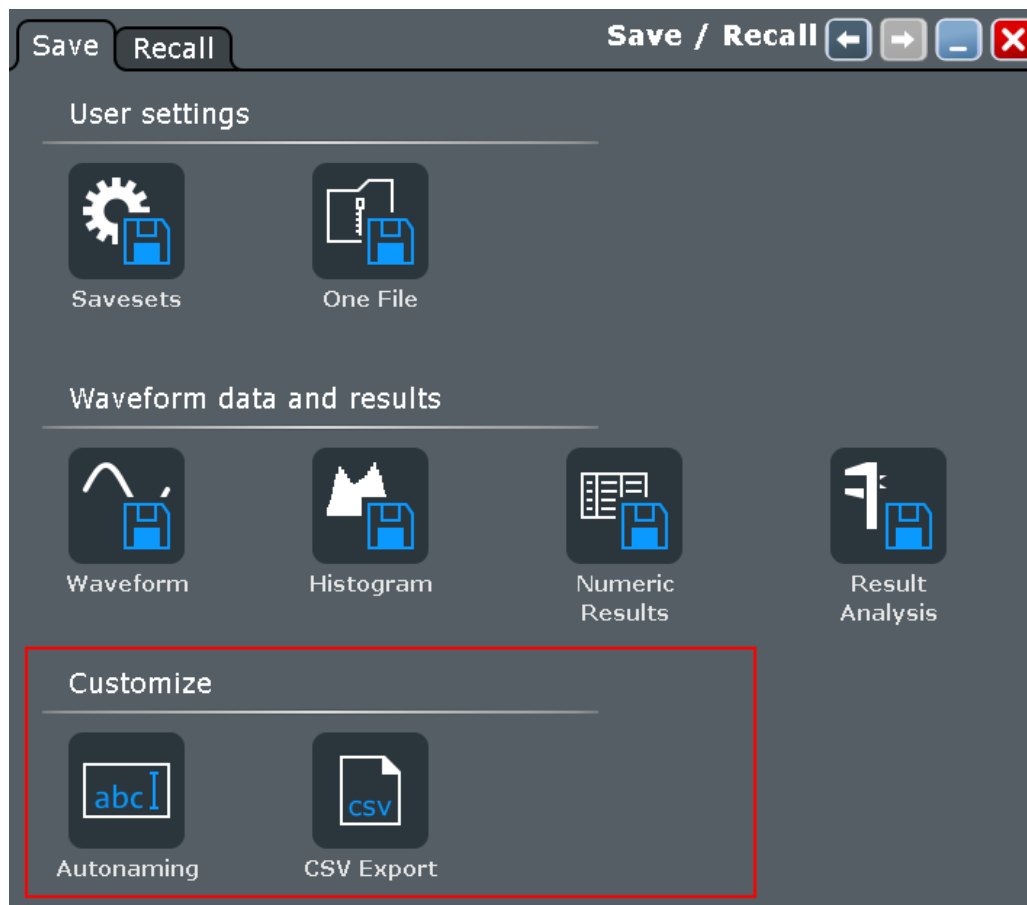 Save
Recall
Save / Recall
User settings
Savesets
One File
Waveform data and results
Waveform
Histogram
Numeric
Results
Result
Analysis
Customize
abc
csv
Autonaming
CSV Export